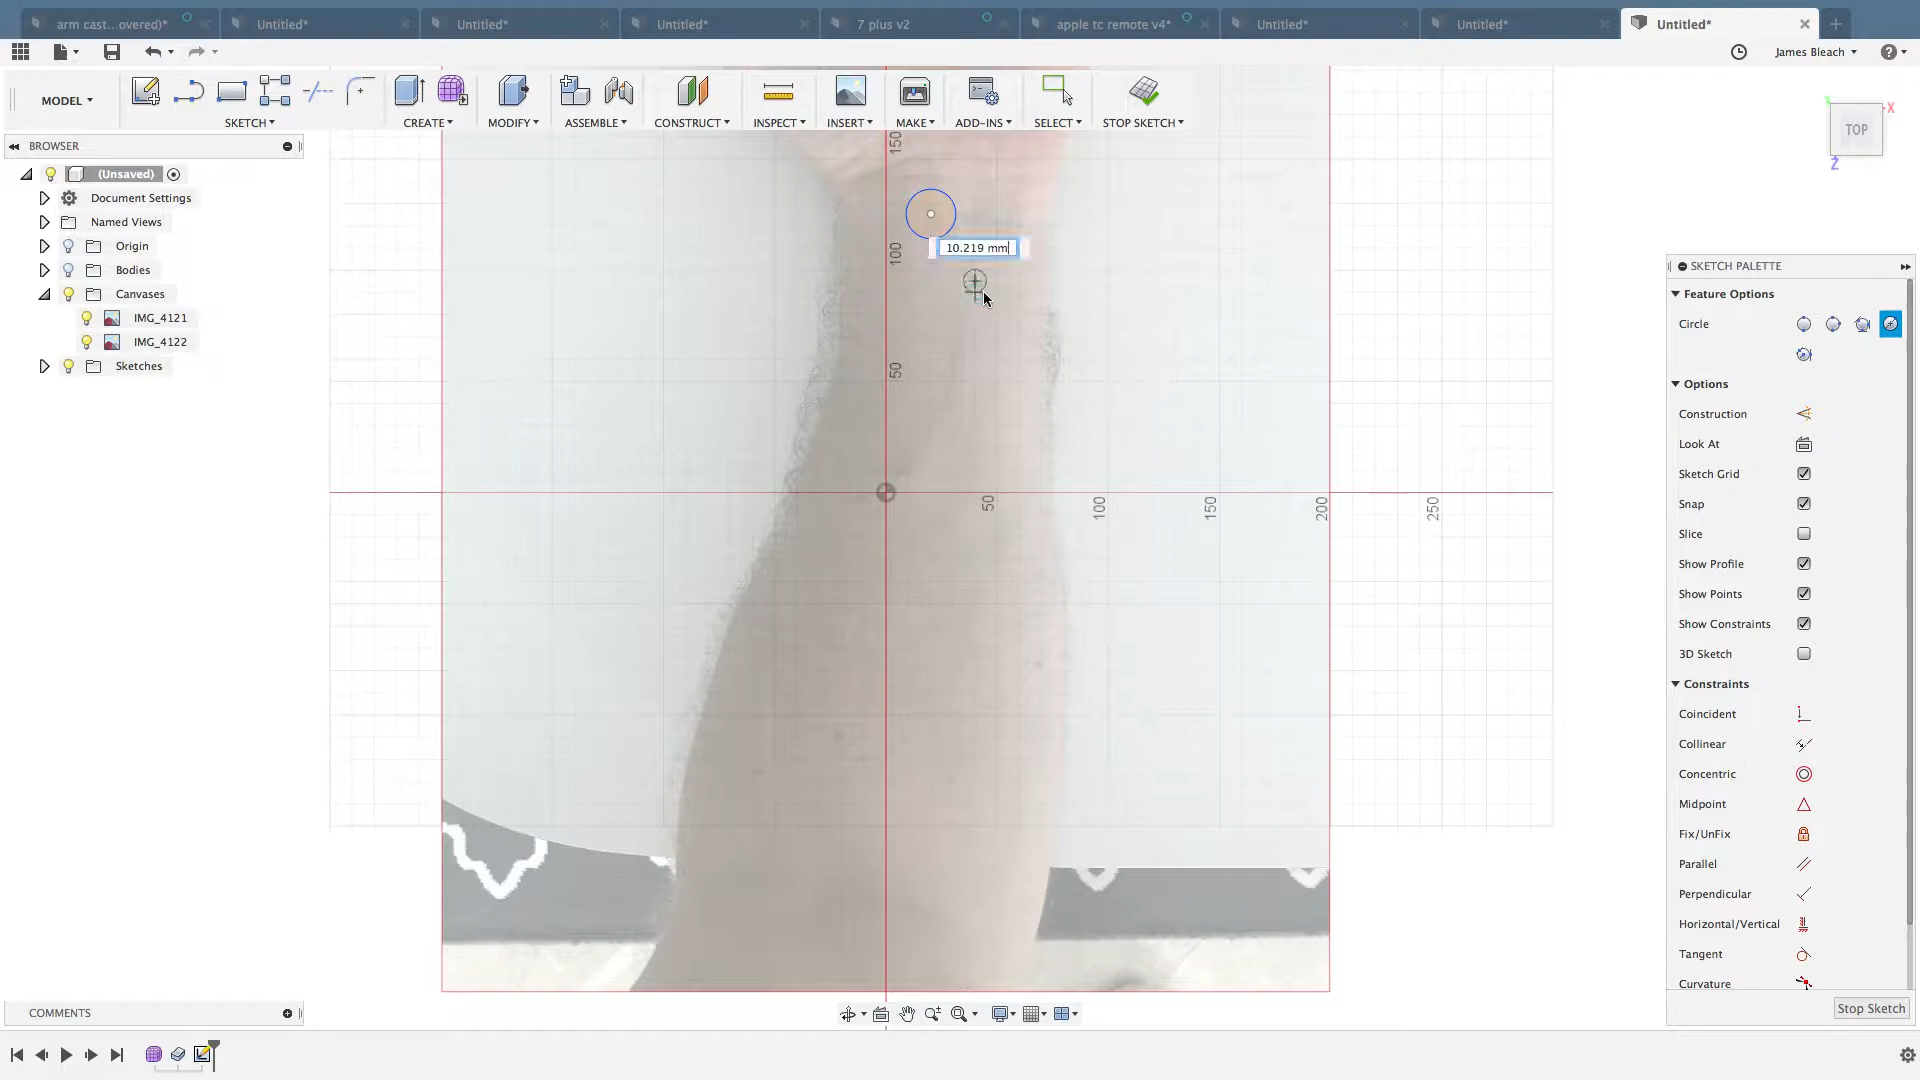 arm cast...overed)*
Untitled*
Untitled*
Untitled*
7 plus v2
apple tc remote v4*
Untitled*
Untitled*
Untitled*
James Bleach
MODEL
SKETCH
CREATE
MODIFY
ASSEMBLE
CONSTRUCT
INSPECT
INSERT
MAKE
ADD-INS
SELECT
STOP SKETCH
TOP
X
Y
Z
BROWSER
(Unsaved)
Document Settings
Named Views
Origin
Bodies
Canvases
IMG_4121
IMG_4122
Sketches
150
100
50
10.219 mm
50
100
150
200
250
SKETCH PALETTE
Feature Options
Circle
Options
Construction
Look At
Sketch Grid
Snap
Slice
Show Profile
Show Points
Show Constraints
3D Sketch
Constraints
Coincident
Collinear
Concentric
Midpoint
Fix/UnFix
Parallel
Perpendicular
Horizontal/Vertical
Tangent
Curvature
Stop Sketch
COMMENTS